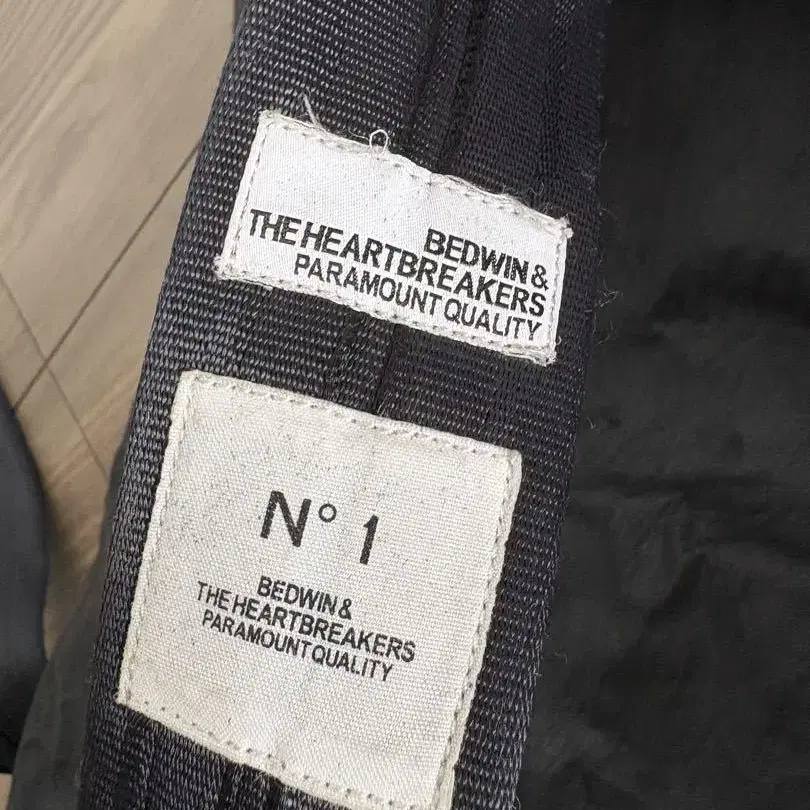 BEDWIN &
THE HEARTBREAKERS
PARAMOUNT QUALITY
N° 1
BEDWIN &
THE HEARTBREAKERS
PARAMOUNT QUALITY